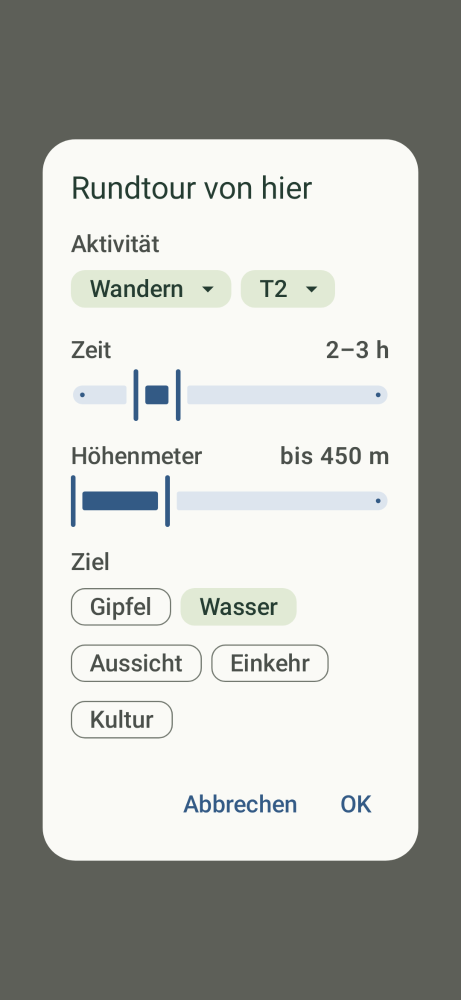 Rundtour von hier
Aktivität
Wandern T2
Zeit 2–3 h
Höhenmeter bis 450 m
Ziel
Gipfel Wasser
Aussicht Einkehr
Kultur
Abbrechen OK